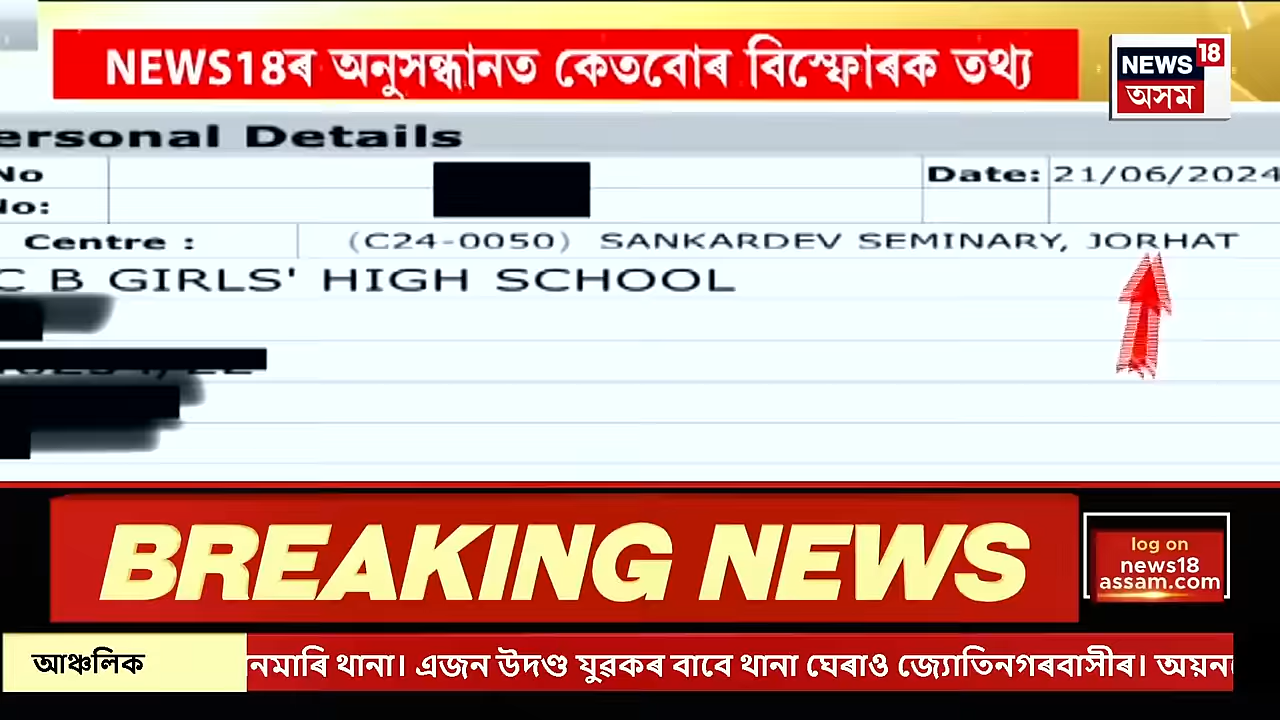 NEWS18ৰ অনুসন্ধানত কেতবোৰ বিস্ফোৰক তথ্য
NEWS 18
অসম
ersonal Details
No
Date: 21/06/2024
No:
Centre : (C24-0050) SANKARDEV SEMINARY, JORHAT
C B GIRLS' HIGH SCHOOL
BREAKING NEWS
log on
news18
assam.com
আঞ্চলিক
নমাৰি থানা। এজন উদণ্ড যুৱকৰ বাবে থানা ঘেৰাও জ্যোতিনগৰবাসীৰ।